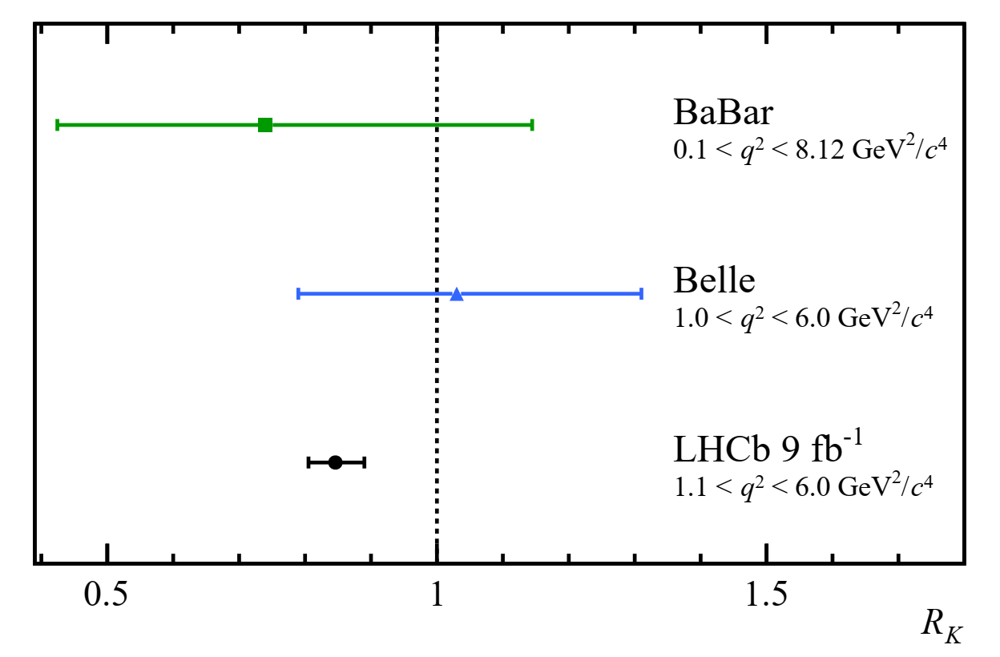 BaBar
0.1 < q² < 8.12 GeV²/c⁴
Belle
1.0 < q² < 6.0 GeV²/c⁴
LHCb 9 fb⁻¹
1.1 < q² < 6.0 GeV²/c⁴
0.5 1 1.5
R_K